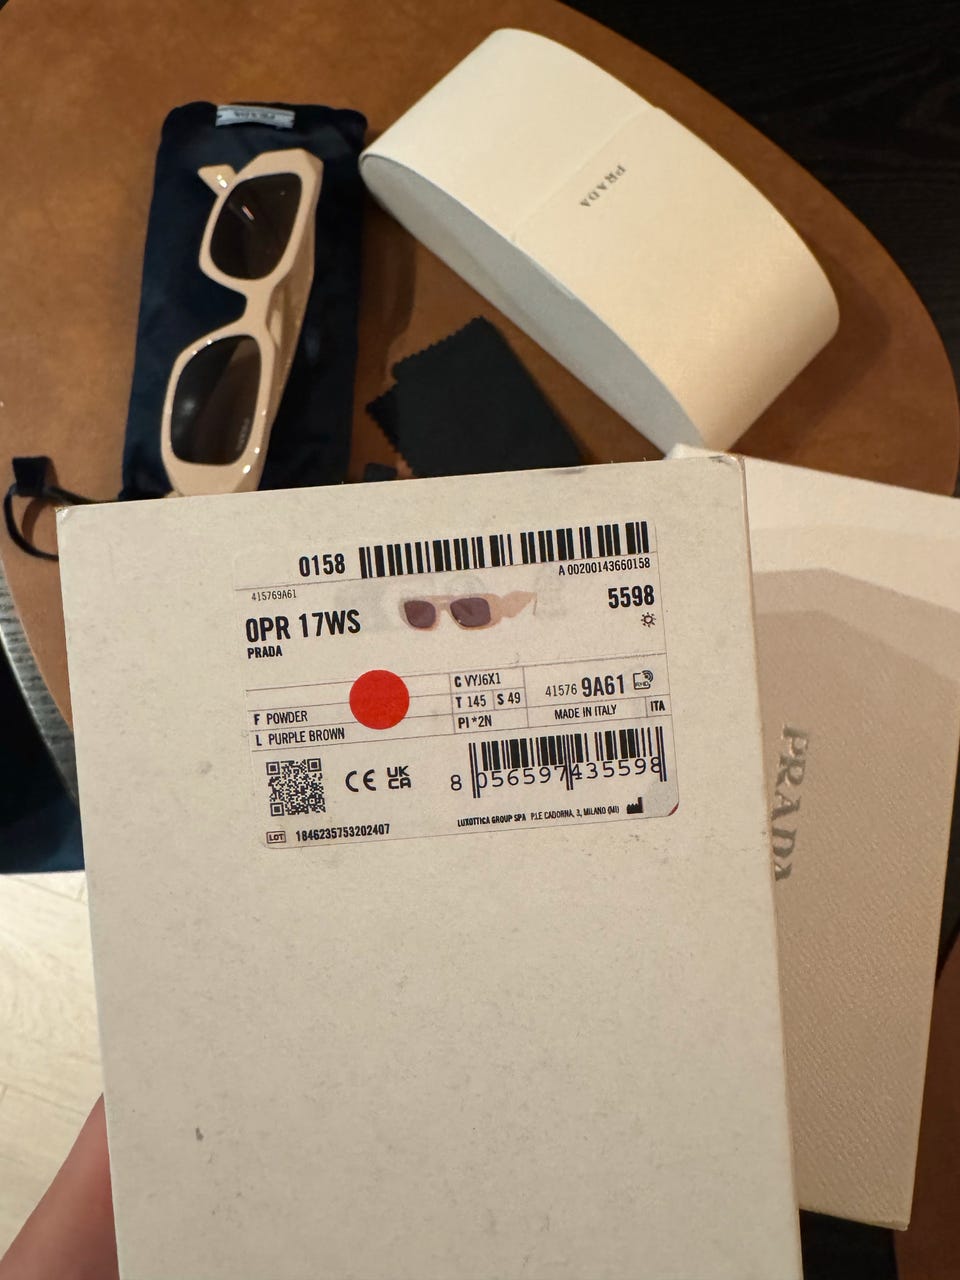 PRADA
PRADA
0158
A 00200143660158
415769A61
0PR 17WS
5598
PRADA
C VYJ6X1
T 145 S 49
41576 9A61
F POWDER
PI *2N
MADE IN ITALY
ITA
L PURPLE BROWN
CE UK CA
8 056597 435598
LOT 1846235753202407
LUXOTTICA GROUP SPA P.LE CADORNA, 3, MILANO (MI)
PRADA